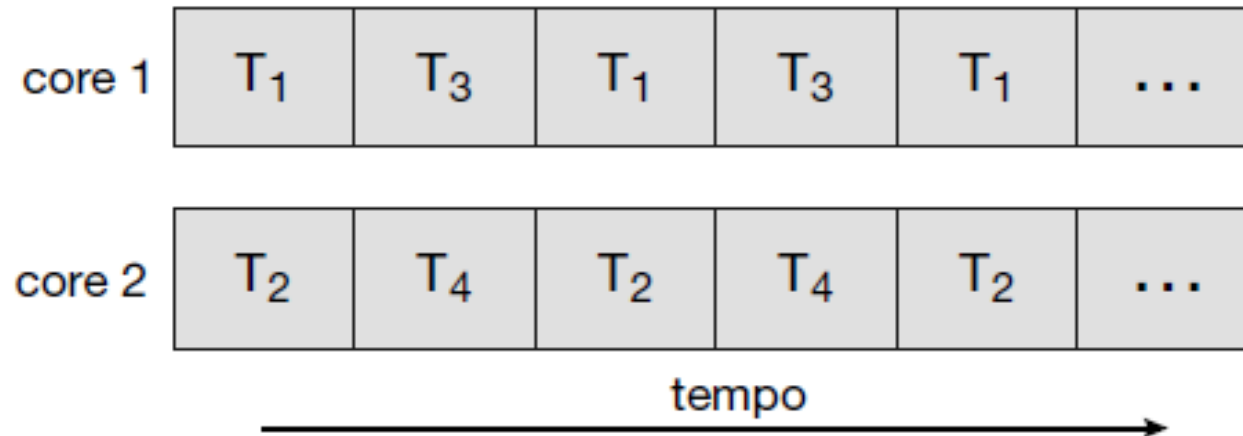 core 1 T₁ T₃ T₁ T₃ T₁ ...
core 2 T₂ T₄ T₂ T₄ T₂ ...
tempo